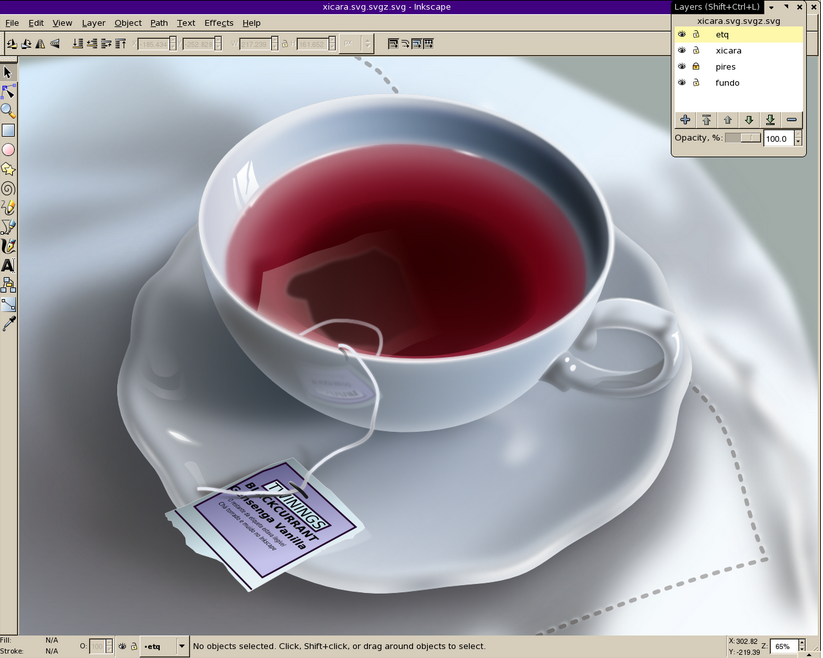 xicara.svg.svgz.svg - Inkscape
File Edit View Layer Object Path Text Effects Help
Layers (Shift+Ctrl+L)
xicara.svg.svgz.svg
etq
xicara
pires
fundo
Opacity, %: 100.0
TWININGS
BLACKCURRANT
Ginsenga Vanilla
Fill: N/A
Stroke: N/A
O:
•etq
No objects selected. Click, Shift+click, or drag around objects to select.
X: 302.82
Y: -219.39
Z: 65%